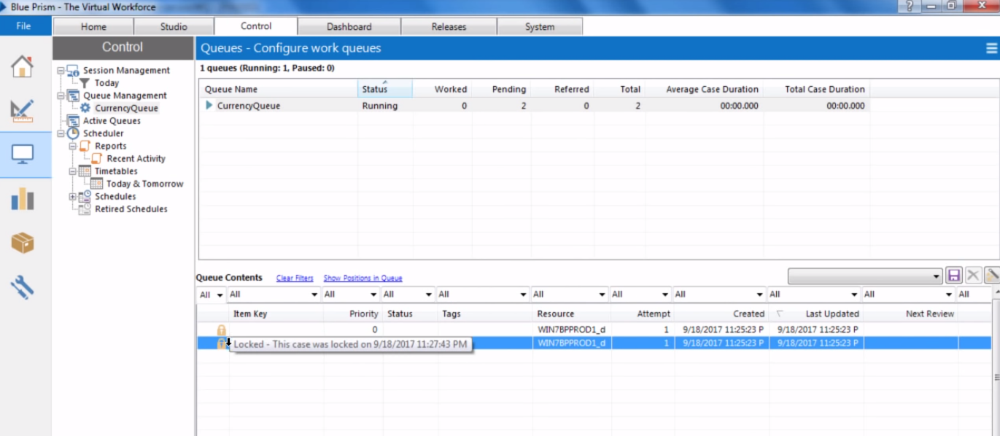 Blue Prism - The Virtual Workforce
File Home Studio Control Dashboard Releases System
Control
Queues - Configure work queues
Session Management
Today
Queue Management
CurrencyQueue
Active Queues
Scheduler
Reports
Recent Activity
Timetables
Today & Tomorrow
Schedules
Retired Schedules
1 queues (Running: 1, Paused: 0)
Queue Name Status Worked Pending Referred Total Average Case Duration Total Case Duration
CurrencyQueue Running 0 2 0 2 00:00.000 00:00.000
Queue Contents Clear Filters Show Positions in Queue
All All All All All All All All All All All
Item Key Priority Status Tags Resource Attempt Created Last Updated Next Review
0 WIN7BPPROD1_d 1 9/18/2017 11:25:23 P 9/18/2017 11:25:23 P
Locked - This case was locked on 9/18/2017 11:27:43 PM WIN7BPPROD1_d 1 9/18/2017 11:25:23 P 9/18/2017 11:25:23 P